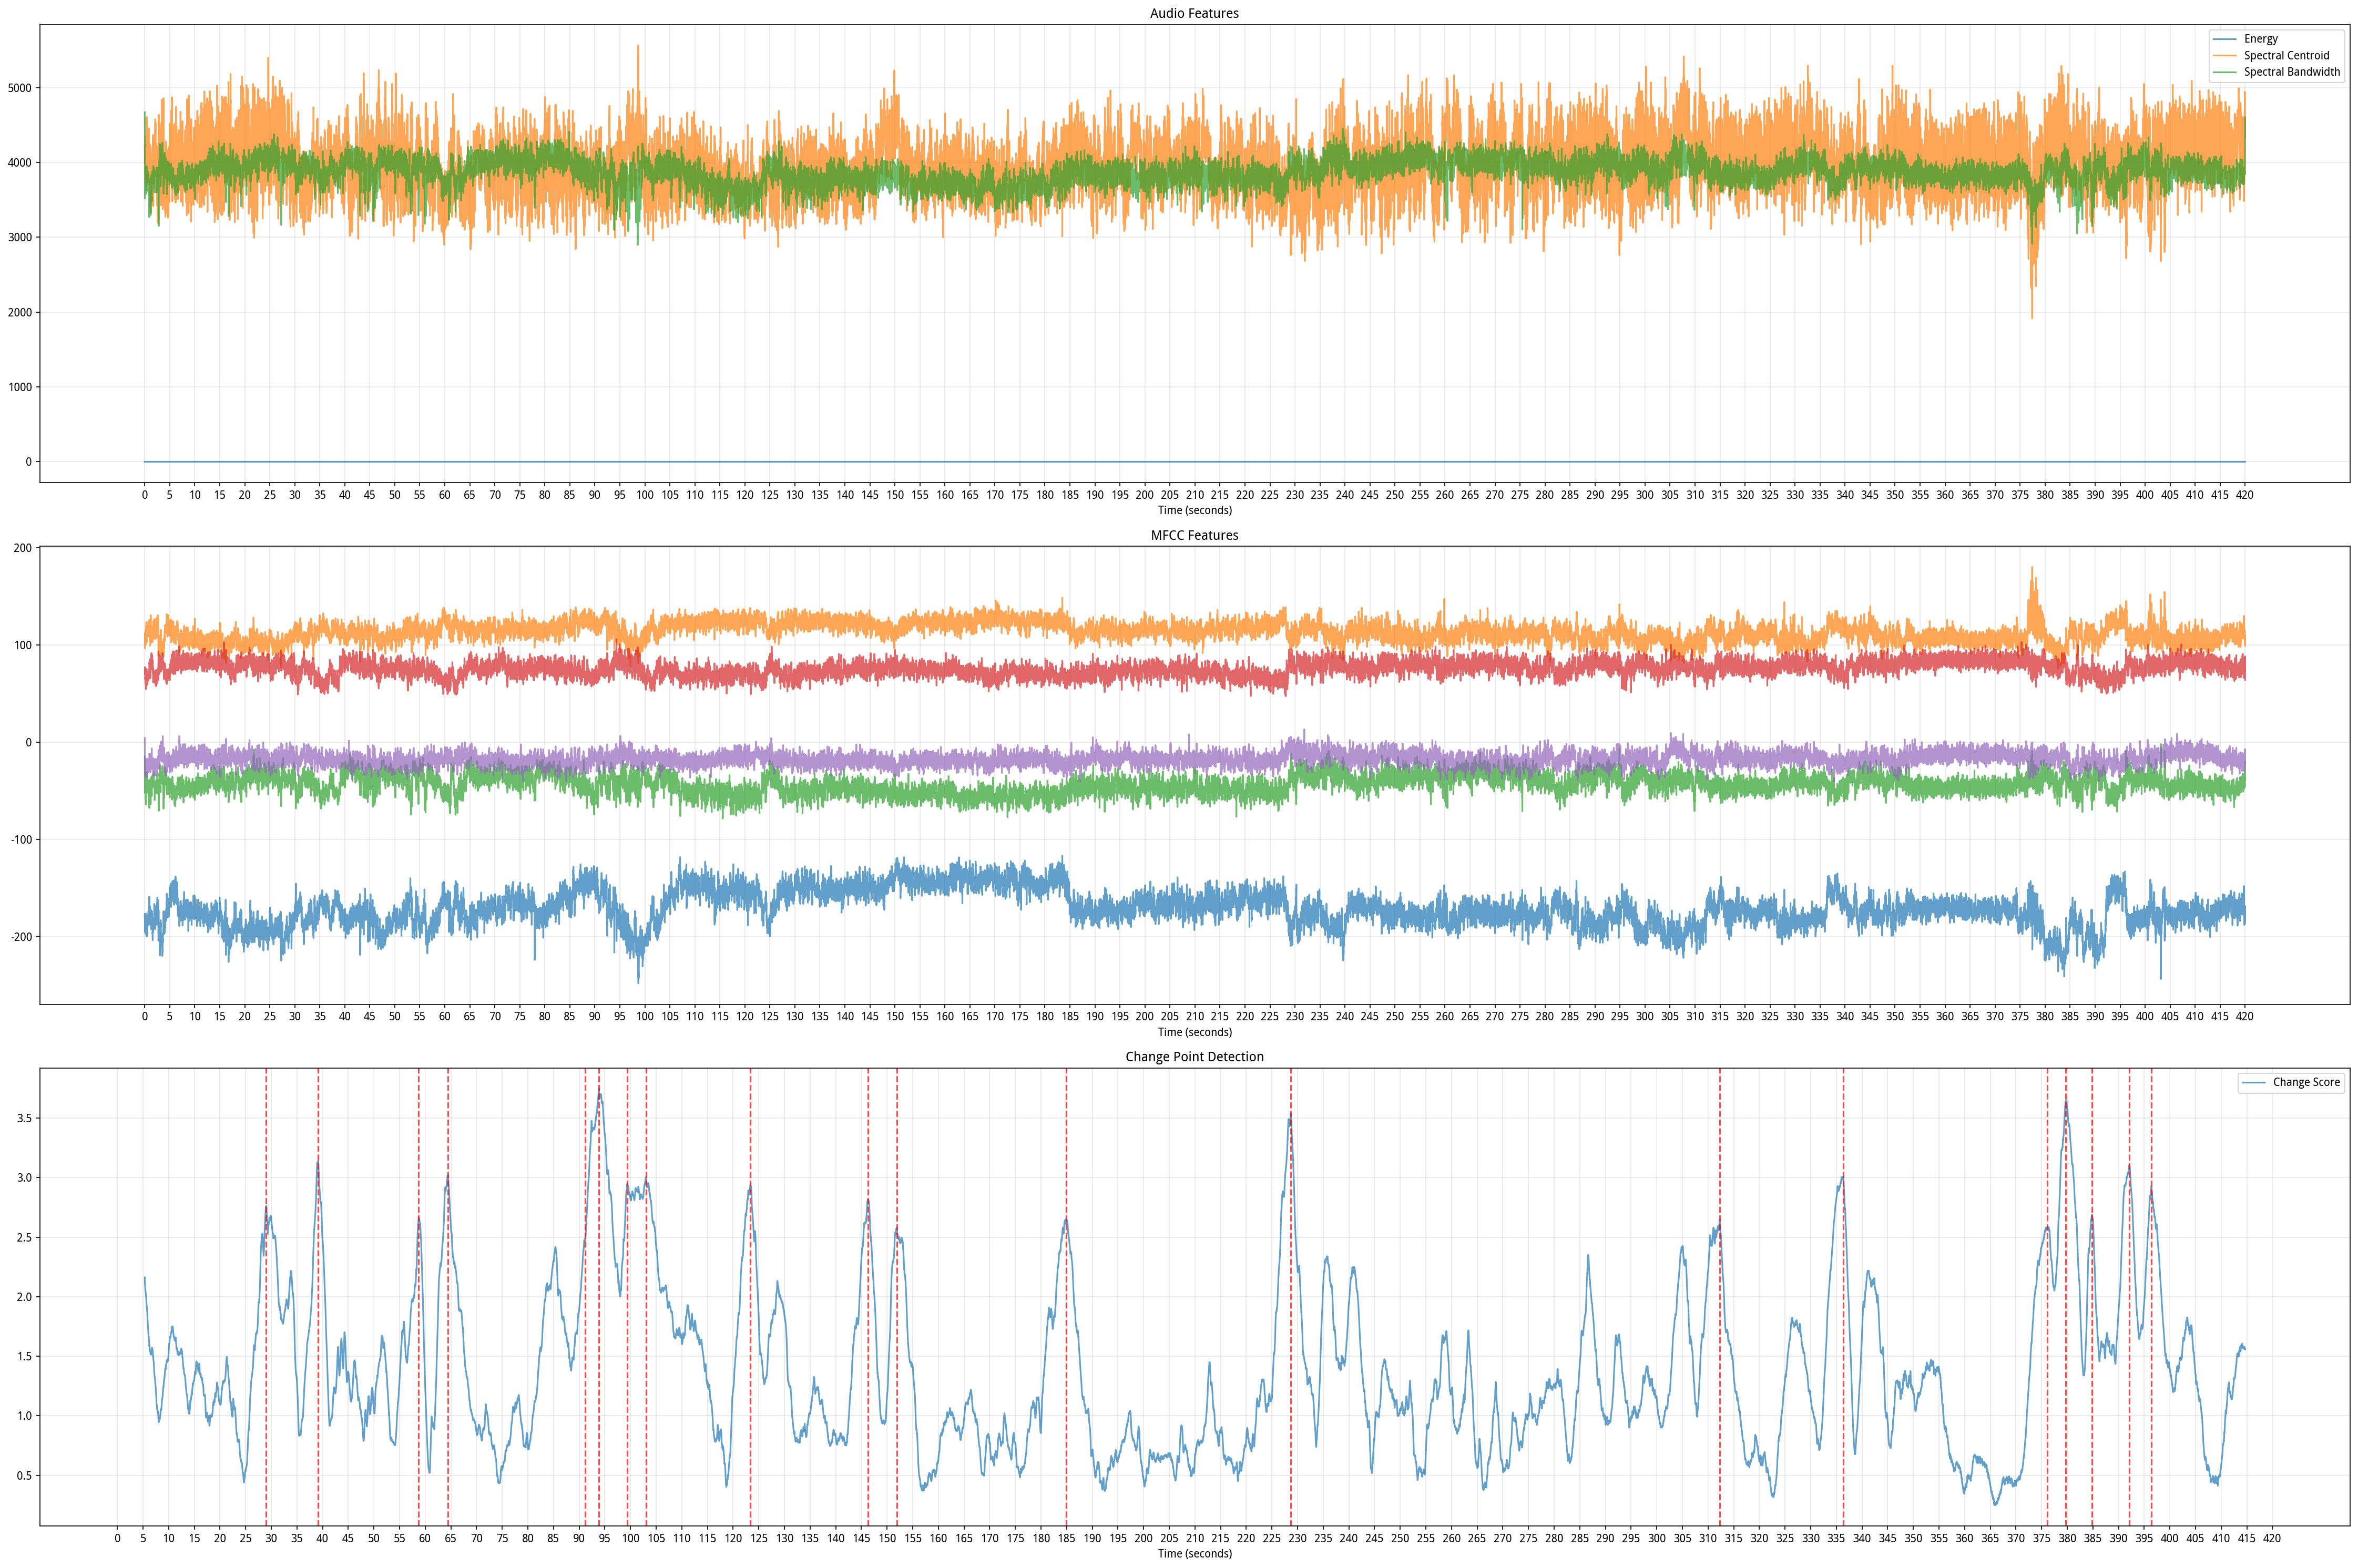 Audio Features
Energy
Spectral Centroid
Spectral Bandwidth
5000
4000
3000
2000
1000
0
0 5 10 15 20 25 30 35 40 45 50 55 60 65 70 75 80 85 90 95 100 105 110 115 120 125 130 135 140 145 150 155 160 165 170 175 180 185 190 195 200 205 210 215 220 225 230 235 240 245 250 255 260 265 270 275 280 285 290 295 300 305 310 315 320 325 330 335 340 345 350 355 360 365 370 375 380 385 390 395 400 405 410 415 420
Time (seconds)
MFCC Features
200
100
0
-100
-200
0 5 10 15 20 25 30 35 40 45 50 55 60 65 70 75 80 85 90 95 100 105 110 115 120 125 130 135 140 145 150 155 160 165 170 175 180 185 190 195 200 205 210 215 220 225 230 235 240 245 250 255 260 265 270 275 280 285 290 295 300 305 310 315 320 325 330 335 340 345 350 355 360 365 370 375 380 385 390 395 400 405 410 415 420
Time (seconds)
Change Point Detection
Change Score
3.5
3.0
2.5
2.0
1.5
1.0
0.5
0 5 10 15 20 25 30 35 40 45 50 55 60 65 70 75 80 85 90 95 100 105 110 115 120 125 130 135 140 145 150 155 160 165 170 175 180 185 190 195 200 205 210 215 220 225 230 235 240 245 250 255 260 265 270 275 280 285 290 295 300 305 310 315 320 325 330 335 340 345 350 355 360 365 370 375 380 385 390 395 400 405 410 415 420
Time (seconds)